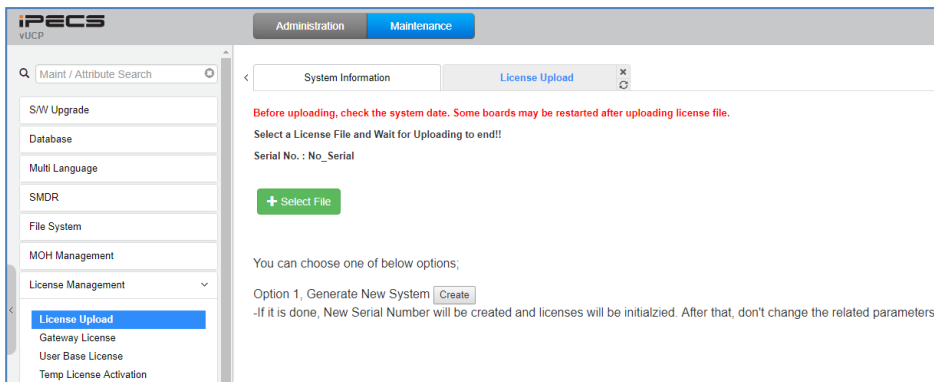 iPECS
vUCP
Administration
Maintenance
Maint / Attribute Search
S/W Upgrade
Database
Multi Language
SMDR
File System
MOH Management
License Management
License Upload
Gateway License
User Base License
Temp License Activation
System Information
License Upload
Before uploading, check the system date. Some boards may be restarted after uploading license file.
Select a License File and Wait for Uploading to end!!
Serial No. : No_Serial
+ Select File
You can choose one of below options;
Option 1, Generate New System Create
-If it is done, New Serial Number will be created and licenses will be initialzied. After that, don't change the related parameters